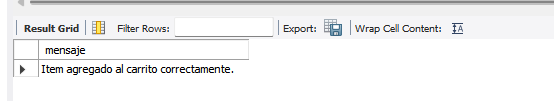 Result Grid Filter Rows: Export: Wrap Cell Content:
mensaje
Item agregado al carrito correctamente.